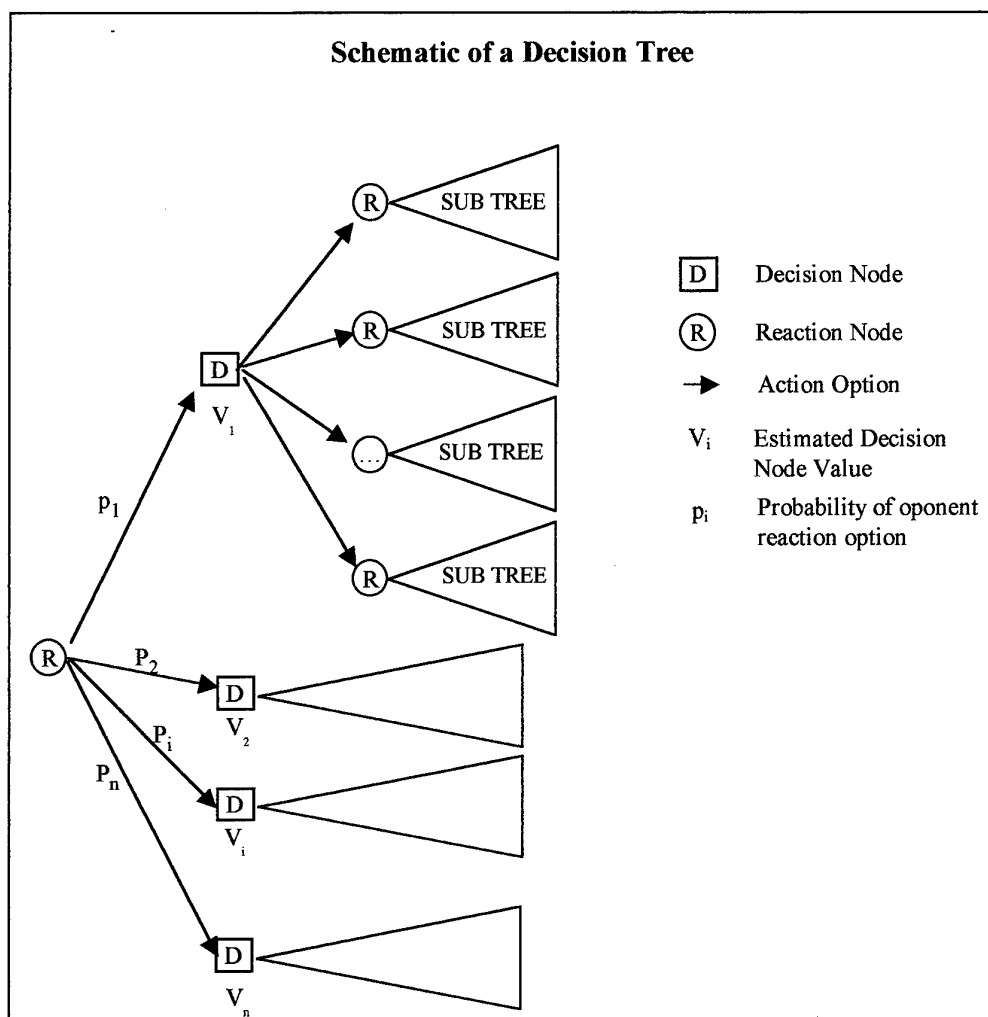 Schematic of a Decision Tree
R
SUB TREE
R
SUB TREE
D
V₁
...
SUB TREE
R
SUB TREE
p₁
R
P₂
D
V₂
Pᵢ
D
Vᵢ
Pₙ
D
Vₙ
D Decision Node
R Reaction Node
Action Option
Vᵢ Estimated Decision
Node Value
pᵢ Probability of oponent
reaction option